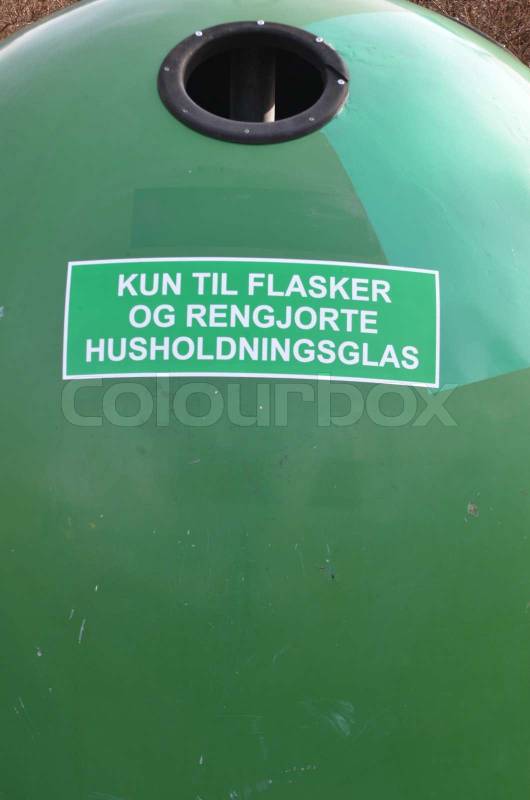 KUN TIL FLASKER
OG RENGJORTE
HUSHOLDNINGSGLAS
colourbox